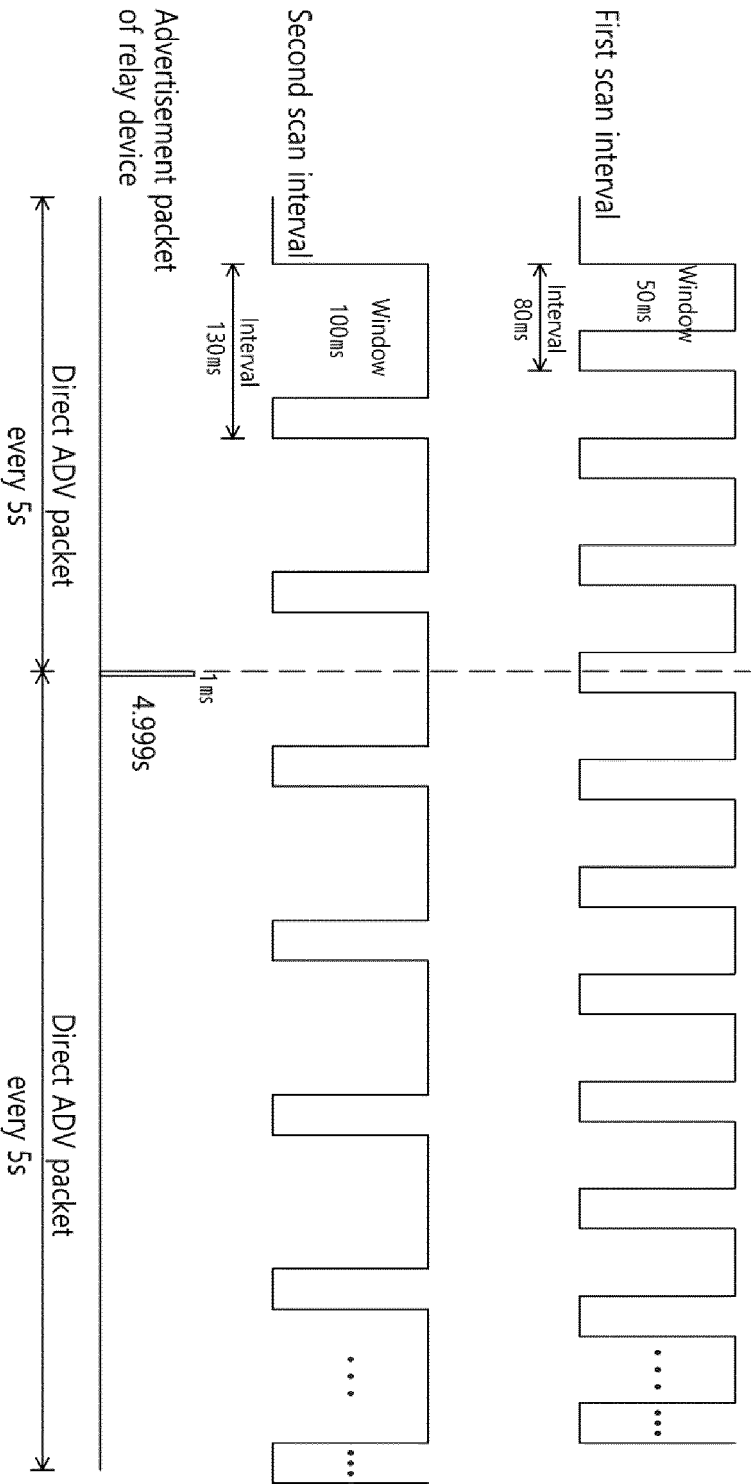 First scan interval
Window
50ms
Interval
80ms
Second scan interval
Window
100ms
Interval
130ms
Advertisement packet
of relay device
1ms
4.999s
Direct ADV packet
every 5s
Direct ADV packet
every 5s